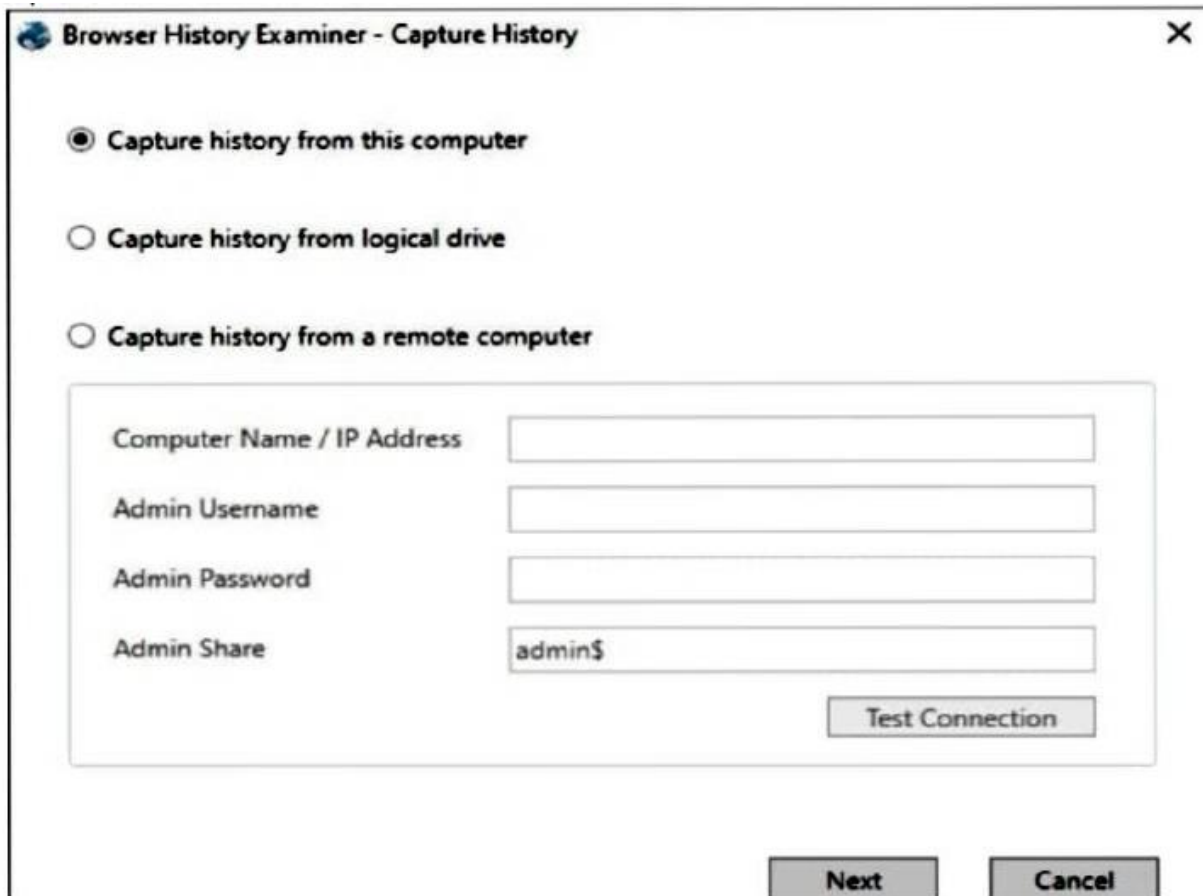 Browser History Examiner - Capture History
Capture history from this computer
Capture history from logical drive
Capture history from a remote computer
Computer Name / IP Address
Admin Username
Admin Password
Admin Share admin$
Test Connection
Next Cancel